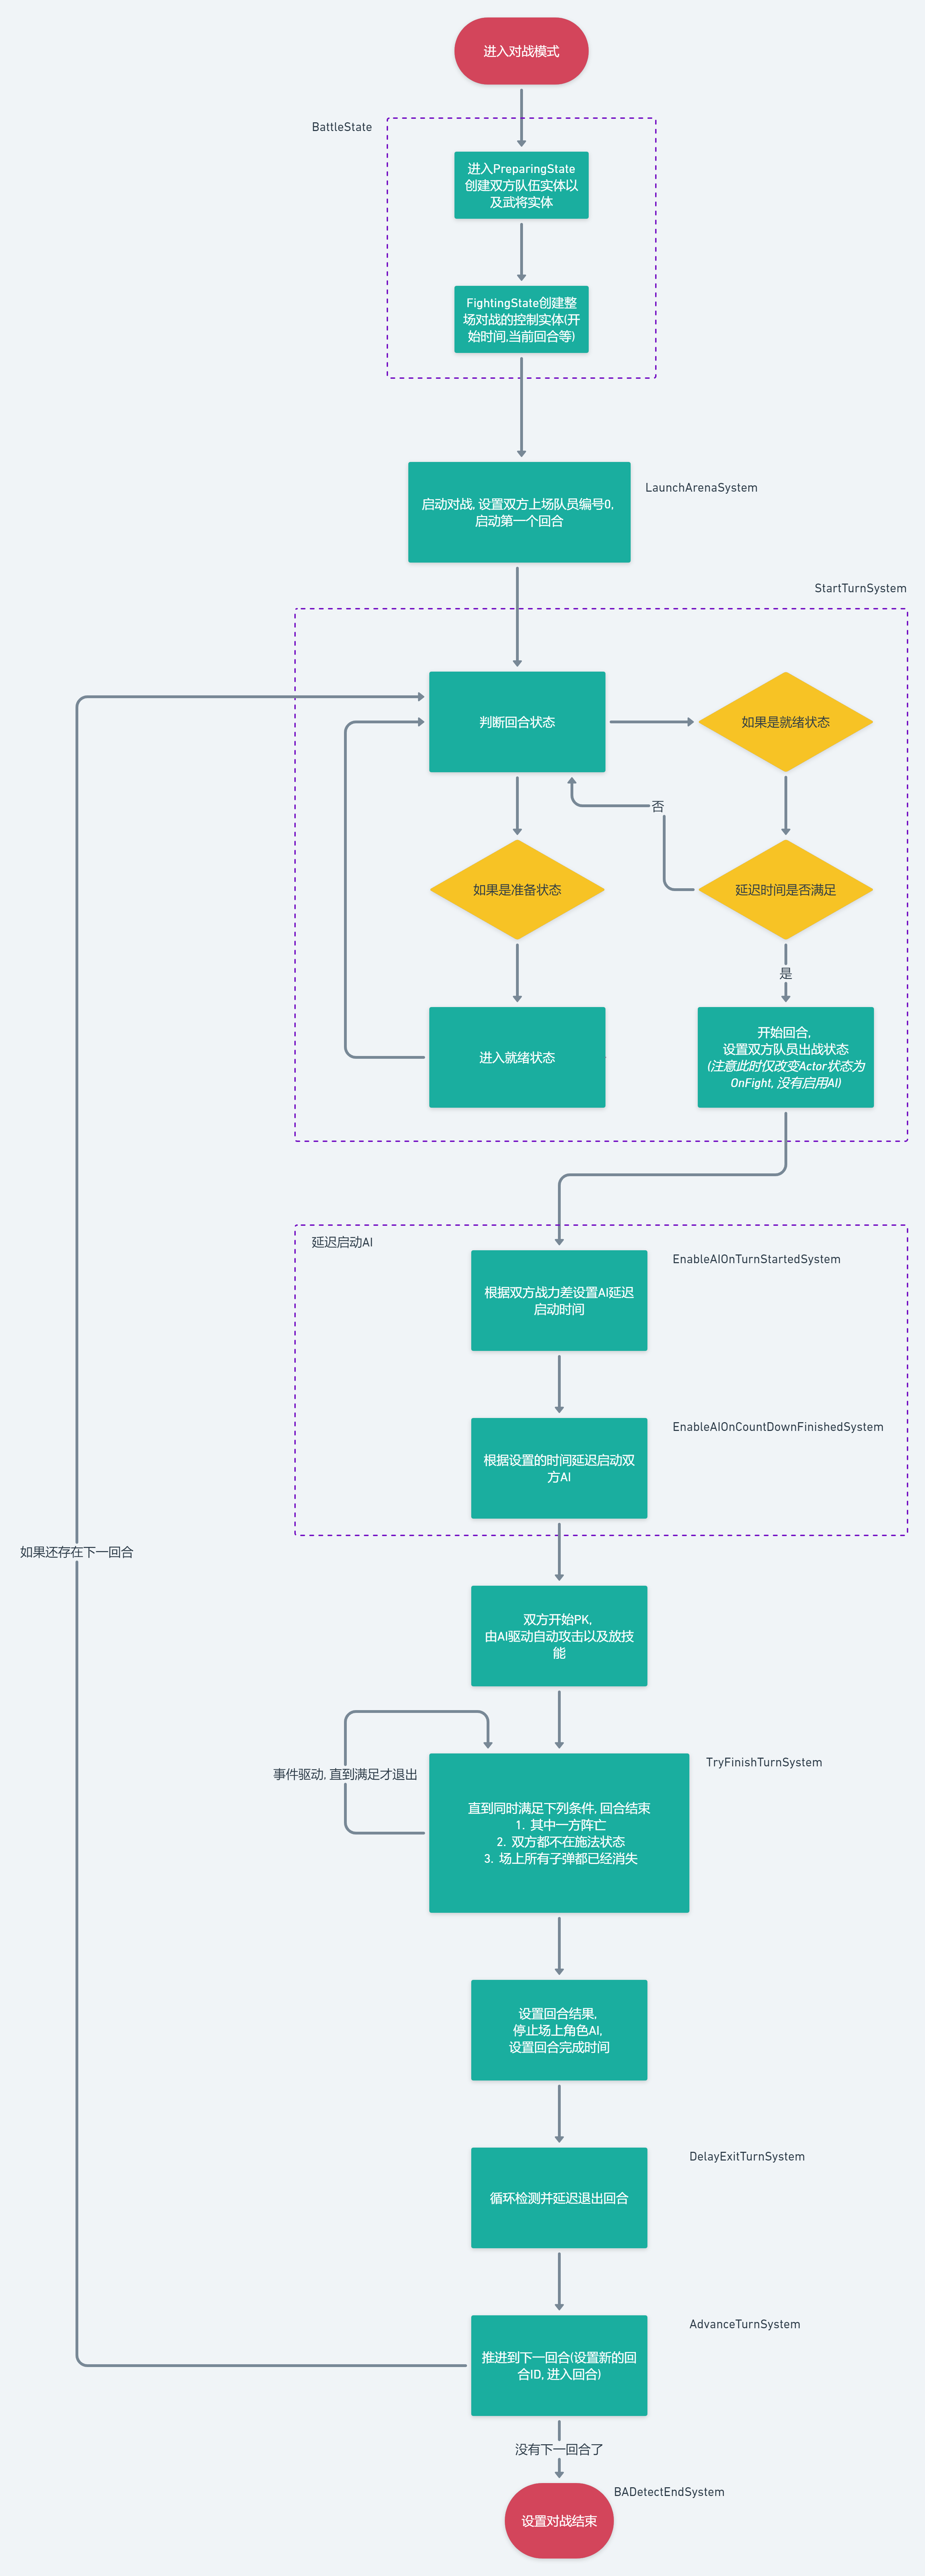 进入对战模式
BattleState
进入PreparingState
创建双方队伍实体以
及武将实体
FightingState创建整
场对战的控制实体(开
始时间,当前回合等)
启动对战, 设置双方上场队员编号0,
启动第一个回合
LaunchArenaSystem
StartTurnSystem
判断回合状态
如果是就绪状态
否
如果是准备状态
延迟时间是否满足
是
进入就绪状态
开始回合,
设置双方队员出战状态
(注意此时仅改变Actor状态为
OnFight, 没有启用AI)
延迟启动AI
EnableAIOnTurnStartedSystem
根据双方战力差设置AI延迟
启动时间
EnableAIOnCountDownFinishedSystem
根据设置的时间延迟启动双
方AI
如果还存在下一回合
双方开始PK,
由AI驱动自动攻击以及放技
能
TryFinishTurnSystem
事件驱动, 直到满足才退出
直到同时满足下列条件, 回合结束
1. 其中一方阵亡
2. 双方都不在施法状态
3. 场上所有子弹都已经消失
设置回合结果,
停止场上角色AI,
设置回合完成时间
DelayExitTurnSystem
循环检测并延迟退出回合
AdvanceTurnSystem
推进到下一回合(设置新的回
合ID, 进入回合)
没有下一回合了
BADetectEndSystem
设置对战结束